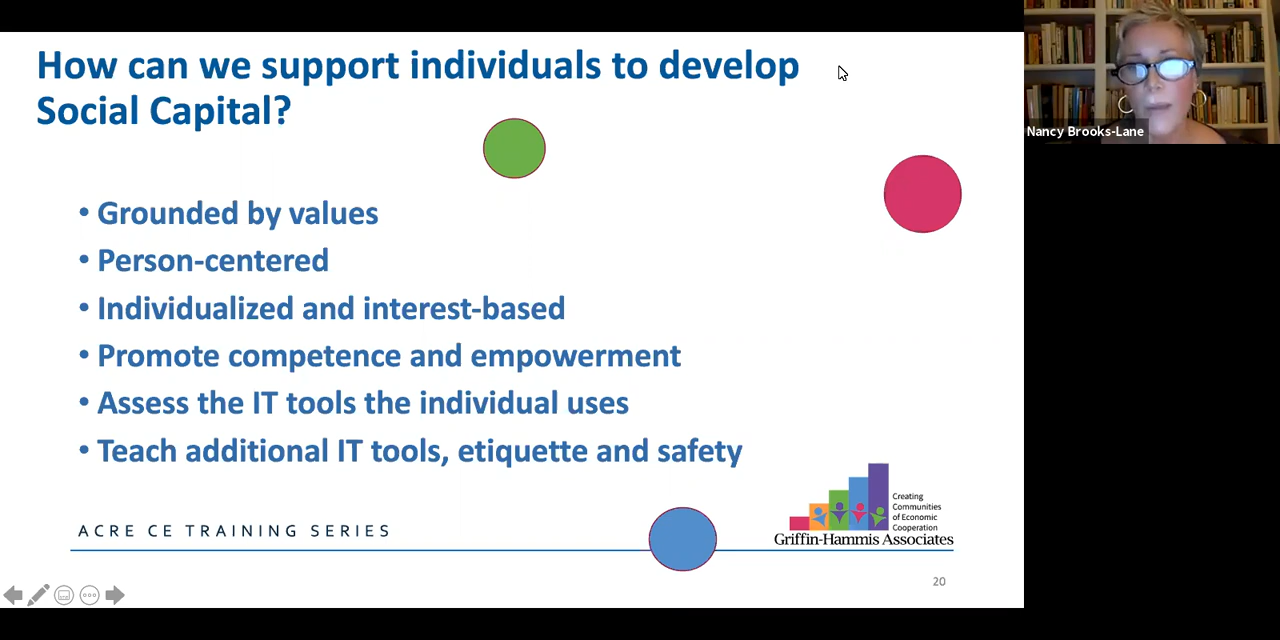 How can we support individuals to develop
Social Capital?
• Grounded by values
• Person-centered
• Individualized and interest-based
• Promote competence and empowerment
• Assess the IT tools the individual uses
• Teach additional IT tools, etiquette and safety
ACRE CE TRAINING SERIES
Creating
Communities
of Economic
Cooperation
Griffin-Hammis Associates
20
Nancy Brooks-Lane